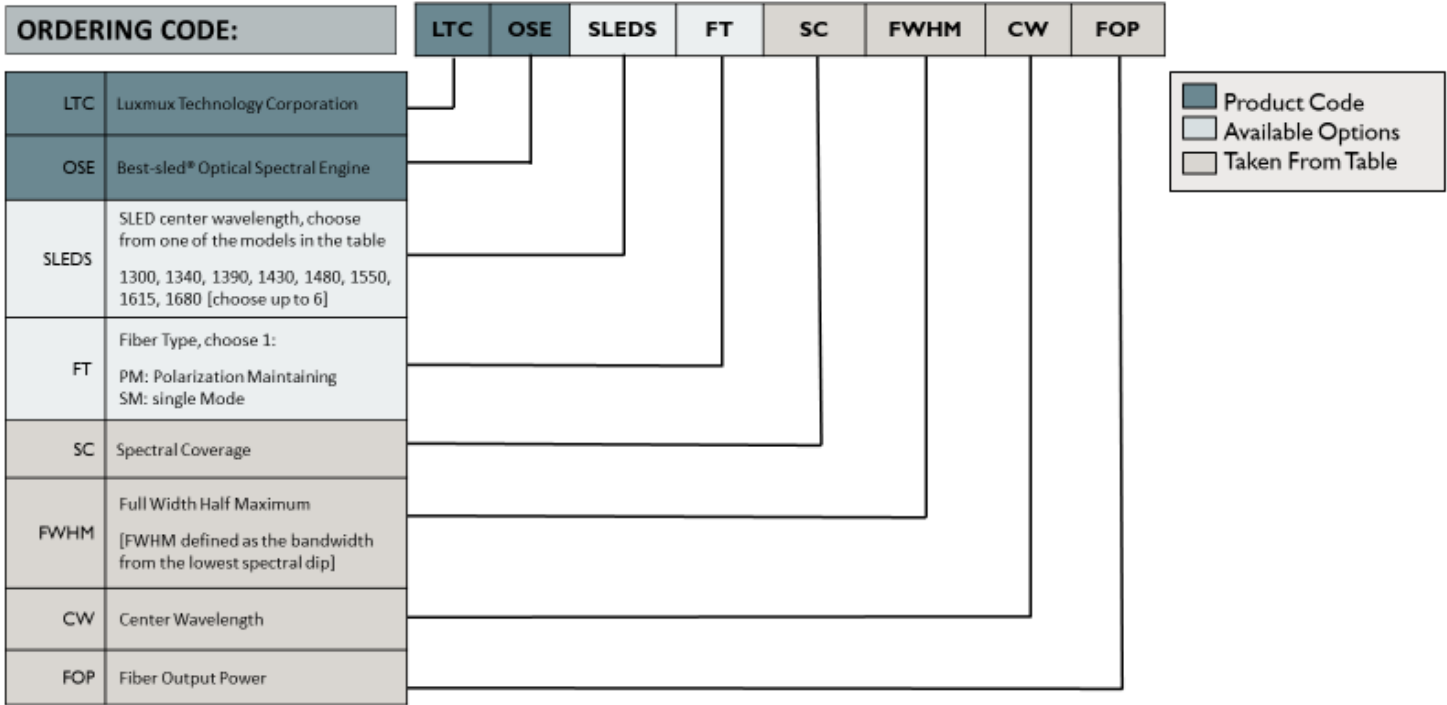 ORDERING CODE:
LTC OSE SLEDS FT SC FWHM CW FOP
LTC Luxmux Technology Corporation
OSE Best-sled® Optical Spectral Engine
SLEDS
SLED center wavelength, choose
from one of the models in the table
1300, 1340, 1390, 1430, 1480, 1550,
1615, 1680 [choose up to 6]
FT
Fiber Type, choose 1:
PM: Polarization Maintaining
SM: single Mode
SC Spectral Coverage
FWHM
Full Width Half Maximum
[FWHM defined as the bandwidth
from the lowest spectral dip]
CW Center Wavelength
FOP Fiber Output Power
Product Code
Available Options
Taken From Table